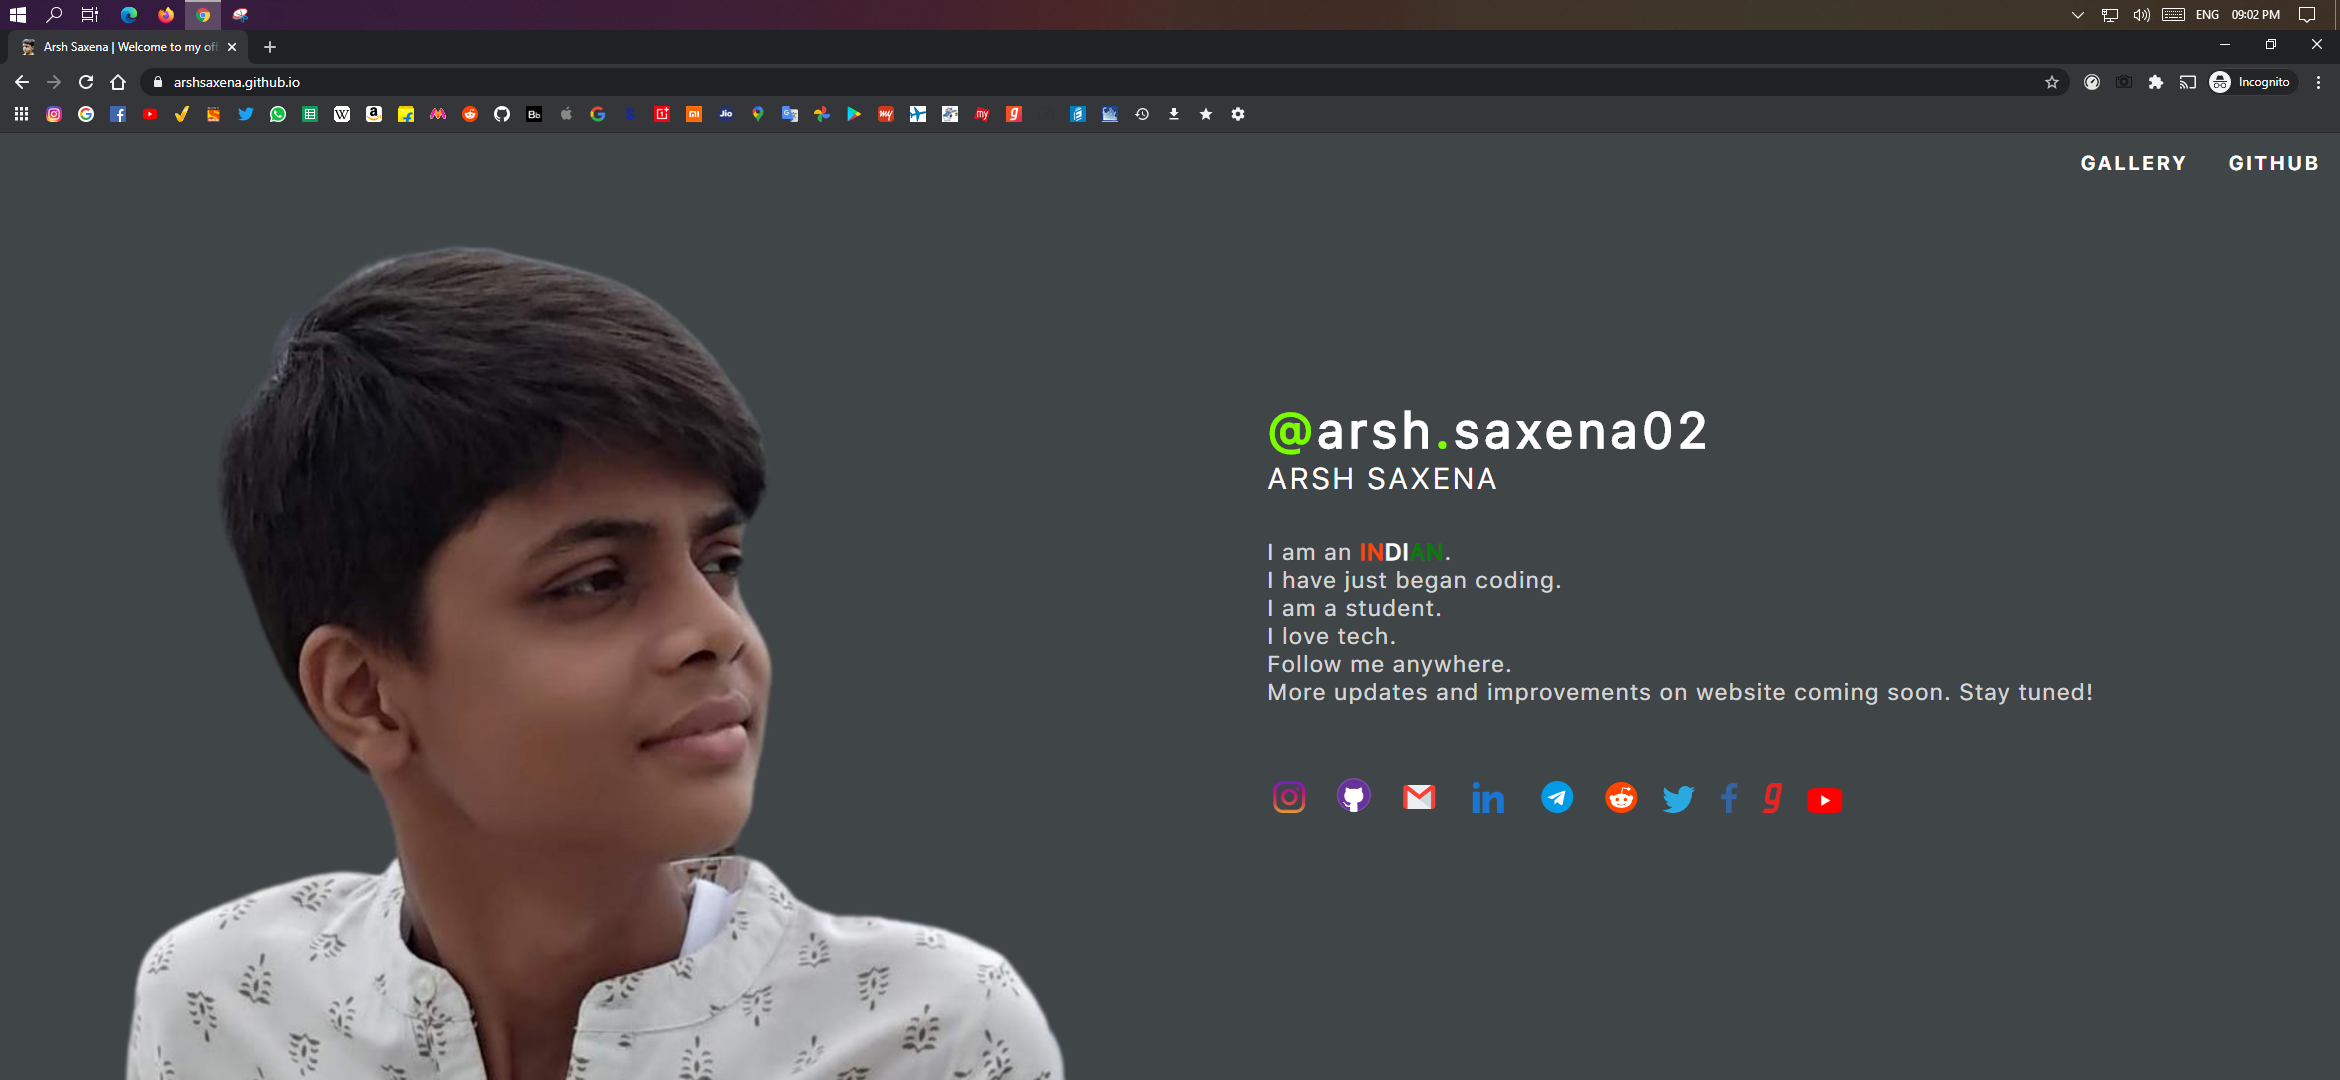 ENG 09:02 PM
Arsh Saxena | Welcome to my off
arshsaxena.github.io
Incognito
GALLERY GITHUB
@arsh.saxena02
ARSH SAXENA
I am an INDIAN.
I have just began coding.
I am a student.
I love tech.
Follow me anywhere.
More updates and improvements on website coming soon. Stay tuned!